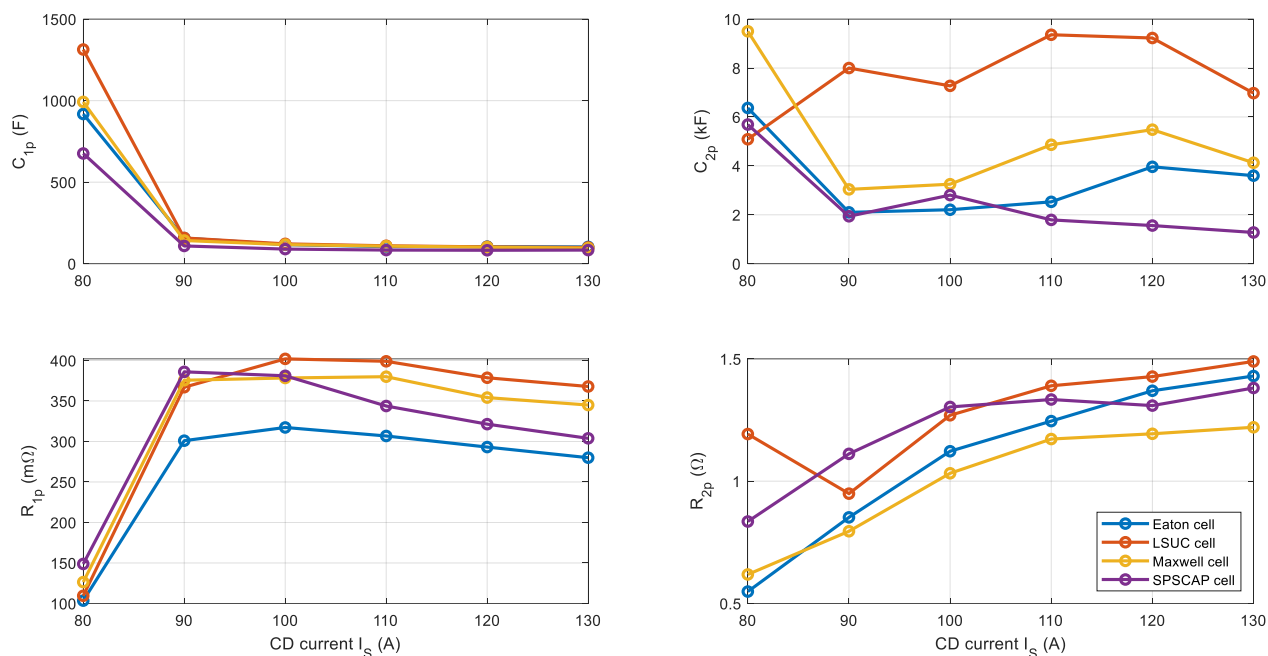 1500
1000
500
0
C1p (F)
80 90 100 110 120 130
10
8
6
4
2
0
C2p (kF)
80 90 100 110 120 130
400
350
300
250
200
150
100
R1p (mΩ)
80 90 100 110 120 130
CD current IS (A)
1.5
1
0.5
R2p (Ω)
80 90 100 110 120 130
CD current IS (A)
Eaton cell
LSUC cell
Maxwell cell
SPSCAP cell